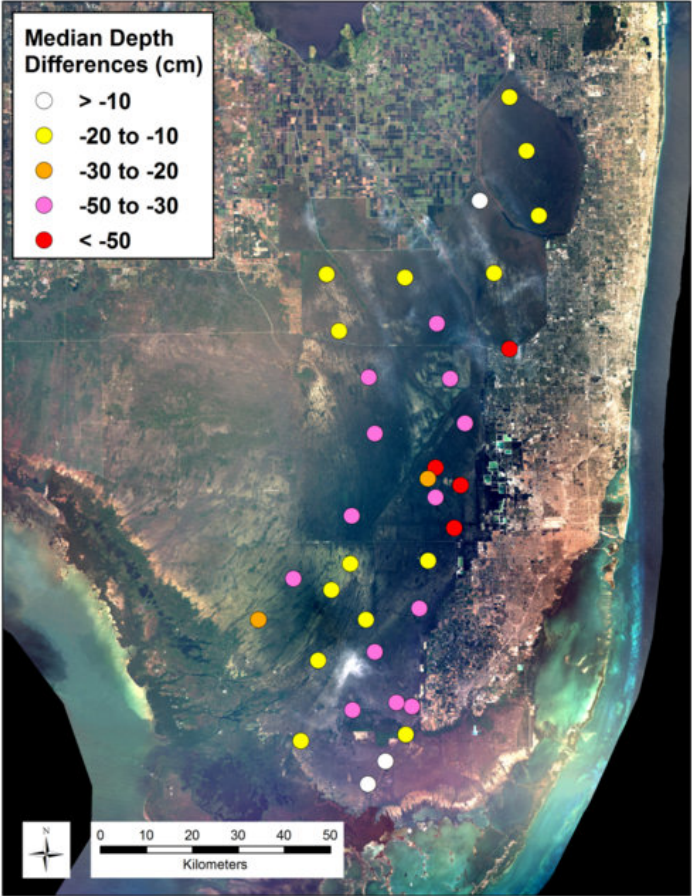 Median Depth
Differences (cm)
> -10
-20 to -10
-30 to -20
-50 to -30
< -50
N
0 10 20 30 40 50
Kilometers